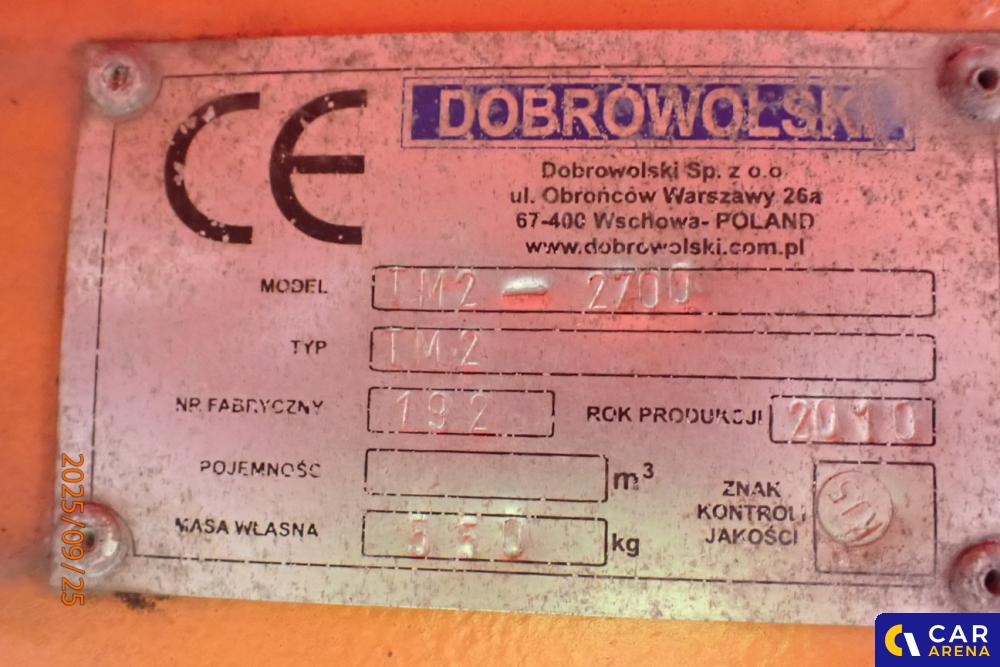 CE
DOBROWOLSKI
Dobrowolski Sp. z o.o.
ul. Obrońców Warszawy 26a
67-400 Wschowa- POLAND
www.dobrowolski.com.pl
MODEL TM2 - 2700
TYP TM2
NR FABRYCZNY 192 ROK PRODUKCJI 2010
POJEMNOŚĆ m³
MASA WŁASNA 550 kg
ZNAK
KONTROLI
JAKOŚCI
2025/09/25
CAR
ARENA